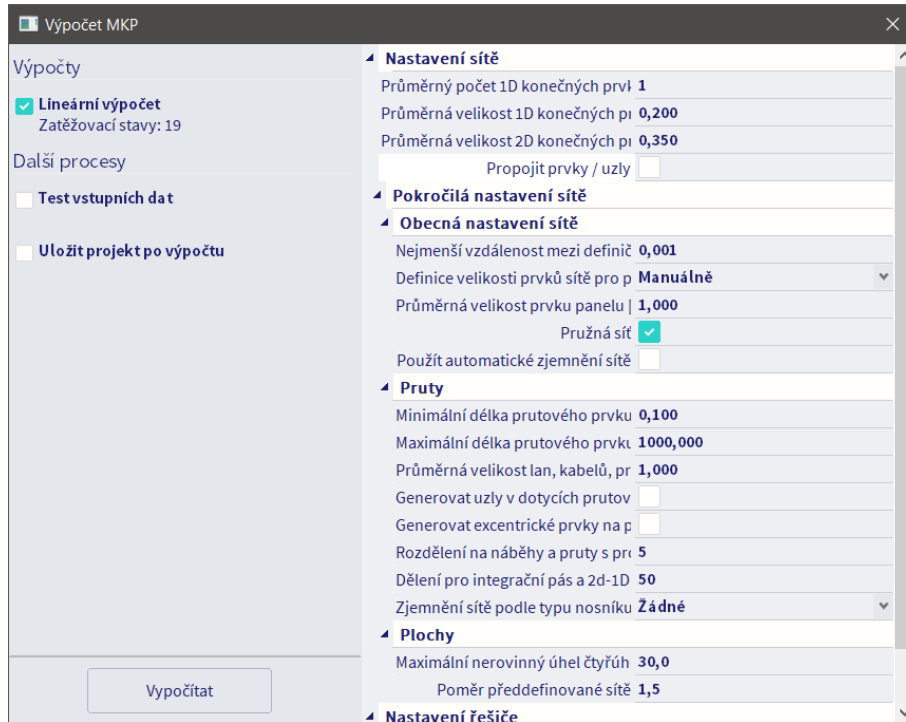 Výpočet MKP
Výpočty
Lineární výpočet
Zatěžovací stavy: 19
Další procesy
Test vstupních dat
Uložit projekt po výpočtu
Vypočítat
Nastavení sítě
Průměrný počet 1D konečných prvk 1
Průměrná velikost 1D konečných pr 0,200
Průměrná velikost 2D konečných pr 0,350
Propojit prvky / uzly
Pokročilá nastavení sítě
Obecná nastavení sítě
Nejmenší vzdálenost mezi definič 0,001
Definice velikosti prvků sítě pro p Manuálně
Průměrná velikost prvku panelu [ 1,000
Pružná síť
Použít automatické zjemnění sítě
Pruty
Minimální délka prutového prvku 0,100
Maximální délka prutového prvku 1000,000
Průměrná velikost lan, kabelů, pr 1,000
Generovat uzly v dotycích prutov
Generovat excentrické prvky na p
Rozdělení na náběhy a pruty s pro 5
Dělení pro integrační pás a 2d-1D 50
Zjemnění sítě podle typu nosníku Žádné
Plochy
Maximální nerovinný úhel čtyřúh 30,0
Poměr předdefinované sítě 1,5
Nastavení řešiče